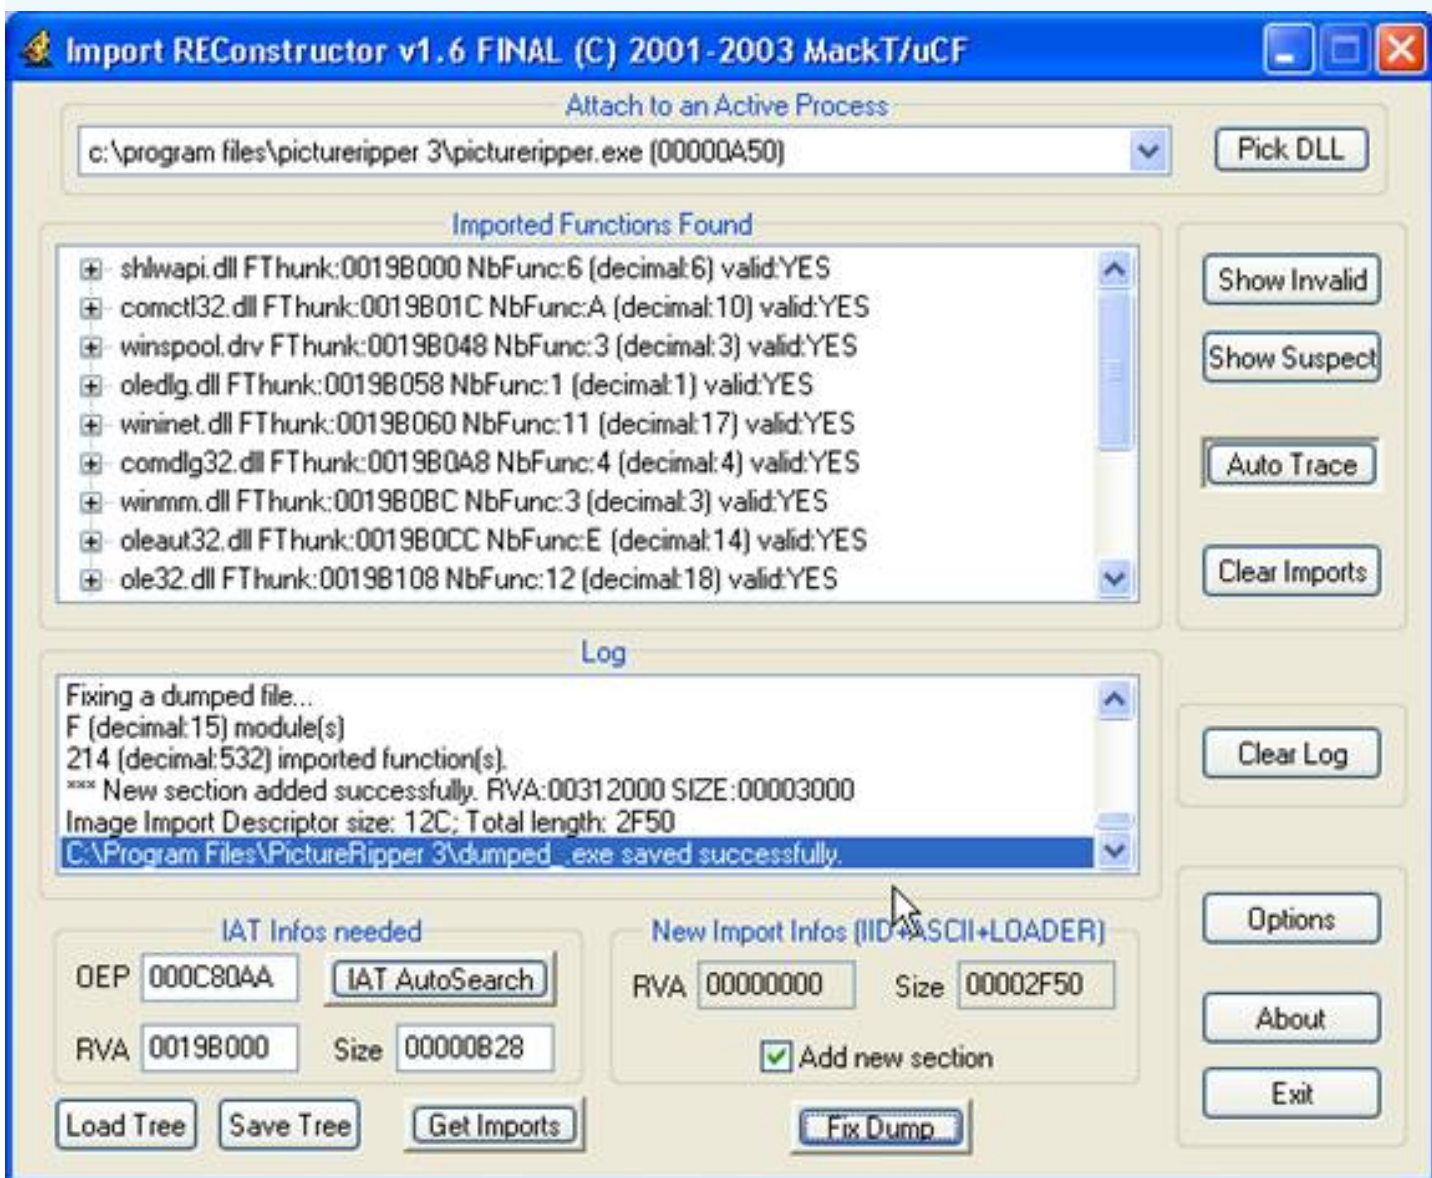 Import REConstructor v1.6 FINAL (C) 2001-2003 MackT/uCF
Attach to an Active Process
c:\program files\pictureripper 3\pictureripper.exe (00000A50)
Pick DLL
Imported Functions Found
shlwapi.dll FThunk:0019B000 NbFunc:6 (decimal:6) valid:YES
comctl32.dll FThunk:0019B01C NbFunc:A (decimal:10) valid:YES
winspool.drv FThunk:0019B048 NbFunc:3 (decimal:3) valid:YES
oledlg.dll FThunk:0019B058 NbFunc:1 (decimal:1) valid:YES
wininet.dll FThunk:0019B060 NbFunc:11 (decimal:17) valid:YES
comdlg32.dll FThunk:0019B0A8 NbFunc:4 (decimal:4) valid:YES
winmm.dll FThunk:0019B0BC NbFunc:3 (decimal:3) valid:YES
oleaut32.dll FThunk:0019B0CC NbFunc:E (decimal:14) valid:YES
ole32.dll FThunk:0019B108 NbFunc:12 (decimal:18) valid:YES
Show Invalid
Show Suspect
Auto Trace
Clear Imports
Log
Fixing a dumped file...
F (decimal:15) module(s)
214 (decimal:532) imported function(s).
*** New section added successfully. RVA:00312000 SIZE:00003000
Image Import Descriptor size: 12C; Total length: 2F50
C:\Program Files\PictureRipper 3\dumped_.exe saved successfully.
Clear Log
IAT Infos needed
OEP 000C80AA IAT AutoSearch
RVA 0019B000 Size 00000B28
New Import Infos (IID+ASCII+LOADER)
RVA 00000000 Size 00002F50
Add new section
Options
About
Exit
Load Tree Save Tree Get Imports Fix Dump